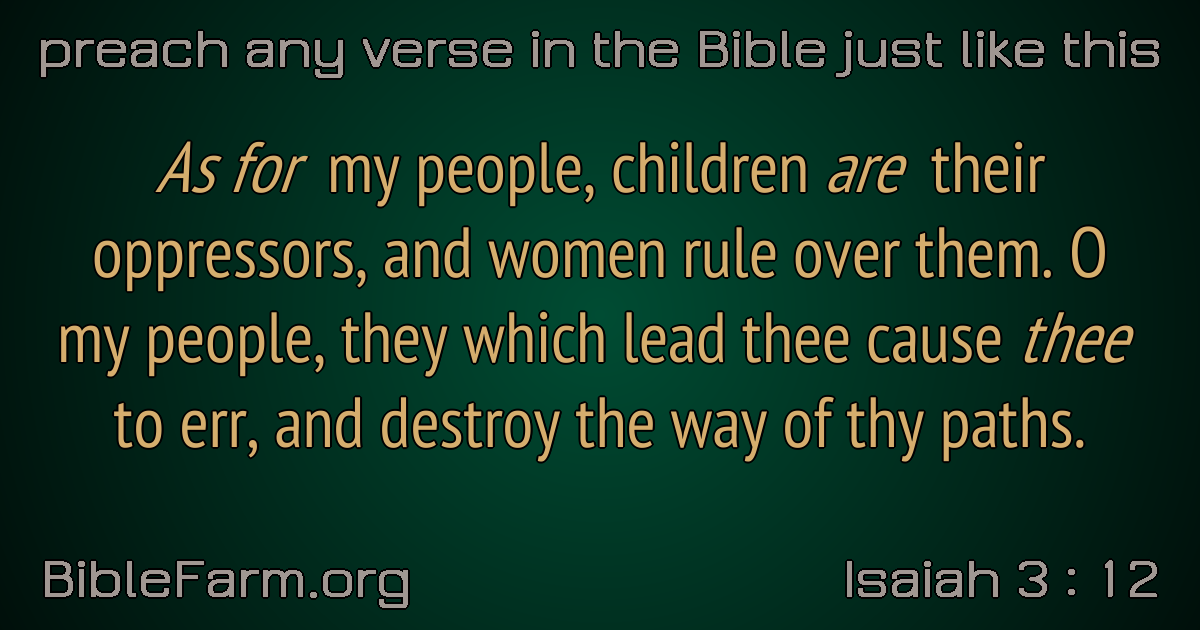 preach any verse in the Bible just like this
As for my people, children are their
oppressors, and women rule over them. O
my people, they which lead thee cause thee
to err, and destroy the way of thy paths.
BibleFarm.org
Isaiah 3 : 12